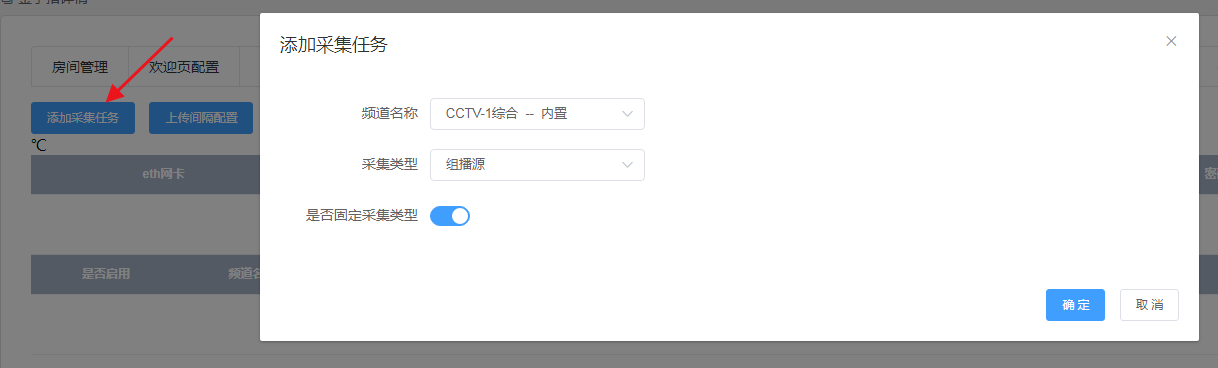 添加采集任务
房间管理
欢迎页配置
频道名称
CCTV-1综合 -- 内置
添加采集任务
上传间隔配置
℃
采集类型
组播源
eth网卡
是否固定采集类型
是否启用
频道名
确定
取消